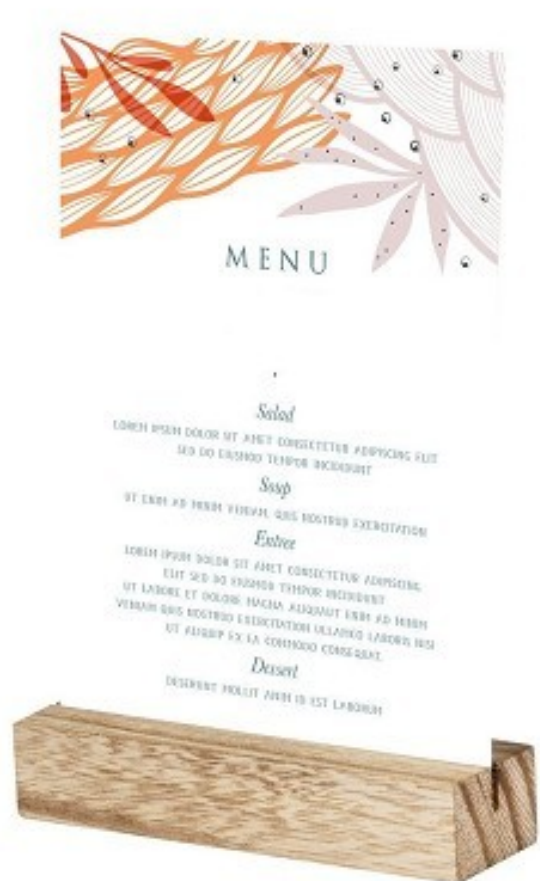 MENU
Salad
LOREM IPSUM DOLOR SIT AMET CONSECTETUR ADIPISCING ELIT
SED DO EIUSMOD TEMPOR INCIDIDUNT
Soup
UT ENIM AD MINIM VENIAM, QUIS NOSTRUD EXERCITATION
Entree
LOREM IPSUM DOLOR SIT AMET CONSECTETUR ADIPISCING
ELIT SED DO EIUSMOD TEMPOR INCIDIDUNT
UT LABORE ET DOLORE MAGNA ALIQUAUT ENIM AD MINIM
VENIAM QUIS NOSTRUD EXERCITATION ULLAMCO LABORIS NISI
UT ALIQUIP EX EA COMMODO CONSEQUAT.
Dessert
DESERUNT MOLLIT ANIM ID EST LABORUM